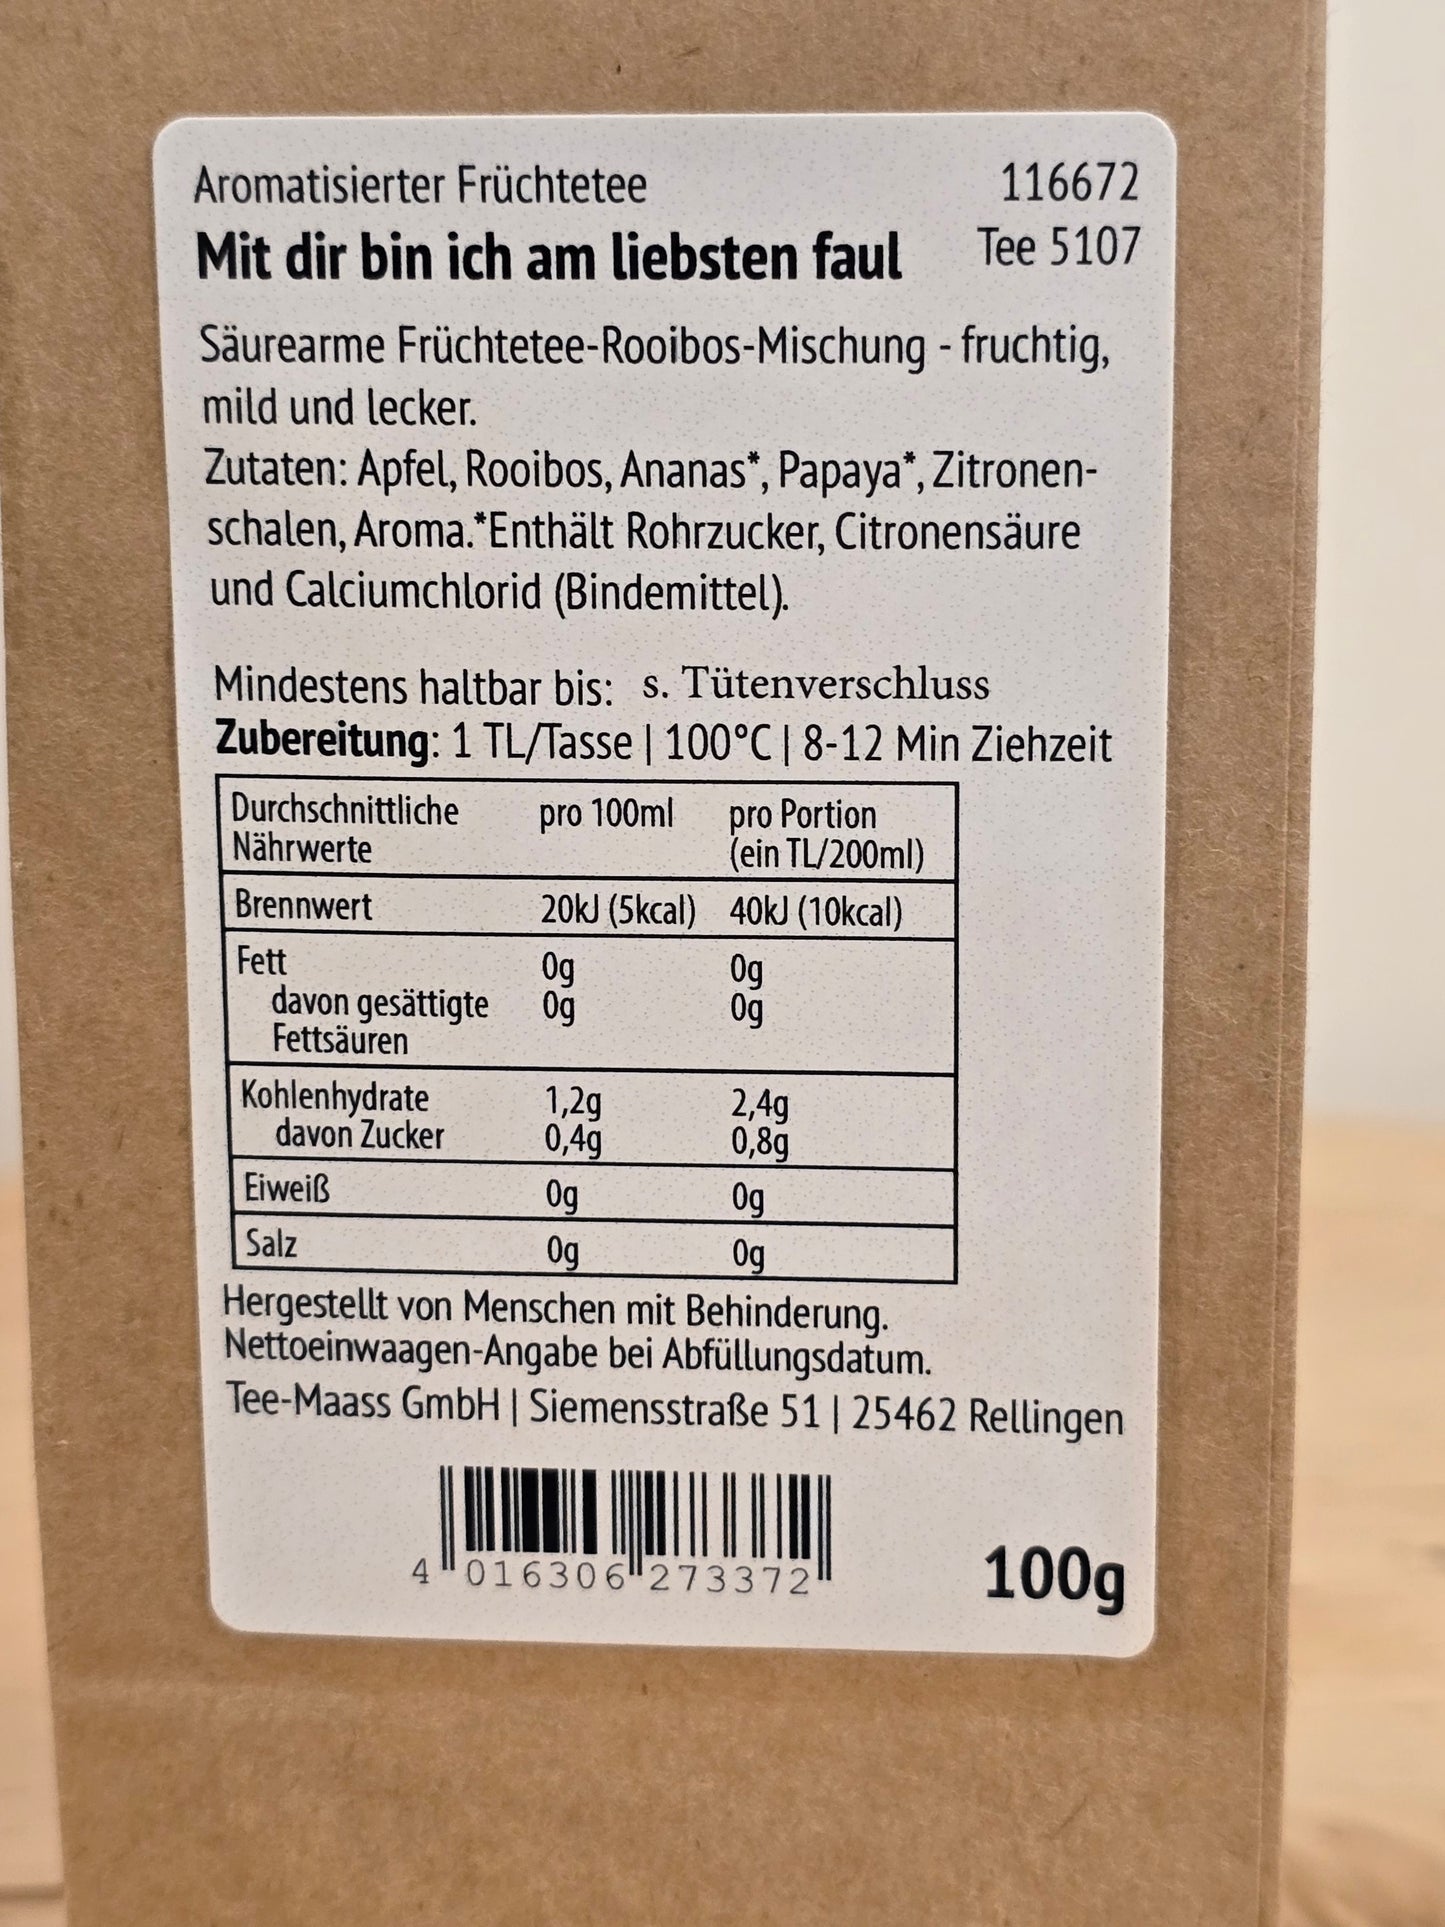 Aromatisierter Früchtetee 116672
Mit dir bin ich am liebsten faul Tee 5107
Säurearme Früchtetee-Rooibos-Mischung - fruchtig,
mild und lecker.
Zutaten: Apfel, Rooibos, Ananas*, Papaya*, Zitronen-
schalen, Aroma.*Enthält Rohrzucker, Citronensäure
und Calciumchlorid (Bindemittel).
Mindestens haltbar bis: s. Tütenverschluss
Zubereitung: 1 TL/Tasse | 100°C | 8-12 Min Ziehzeit
Durchschnittliche pro 100ml pro Portion
Nährwerte (ein TL/200ml)
Brennwert 20kJ (5kcal) 40kJ (10kcal)
Fett 0g 0g
davon gesättigte 0g 0g
Fettsäuren
Kohlenhydrate 1,2g 2,4g
davon Zucker 0,4g 0,8g
Eiweiß 0g 0g
Salz 0g 0g
Hergestellt von Menschen mit Behinderung.
Nettoeinwaagen-Angabe bei Abfüllungsdatum.
Tee-Maass GmbH | Siemensstraße 51 | 25462 Rellingen
4 016306 273372
100g